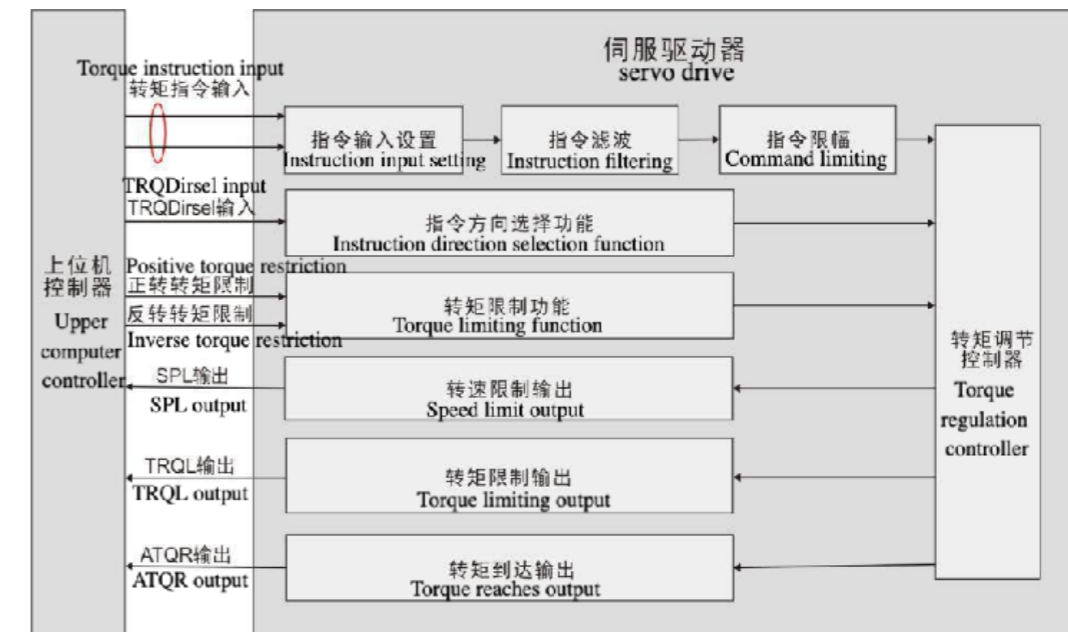 伺服驱动器
servo drive
Torque instruction input
转矩指令输入
指令输入设置
Instruction input setting
指令滤波
Instruction filtering
指令限幅
Command limiting
TRQDirsel input
TRQDirsel输入
指令方向选择功能
Instruction direction selection function
上位机
控制器
Upper
computer
controller
Positive torque restriction
正转转矩限制
反转转矩限制
Inverse torque restriction
转矩限制功能
Torque limiting function
转矩调节
控制器
Torque
regulation
controller
SPL输出
SPL output
转速限制输出
Speed limit output
TRQL输出
TRQL output
转矩限制输出
Torque limiting output
ATQR输出
ATQR output
转矩到达输出
Torque reaches output